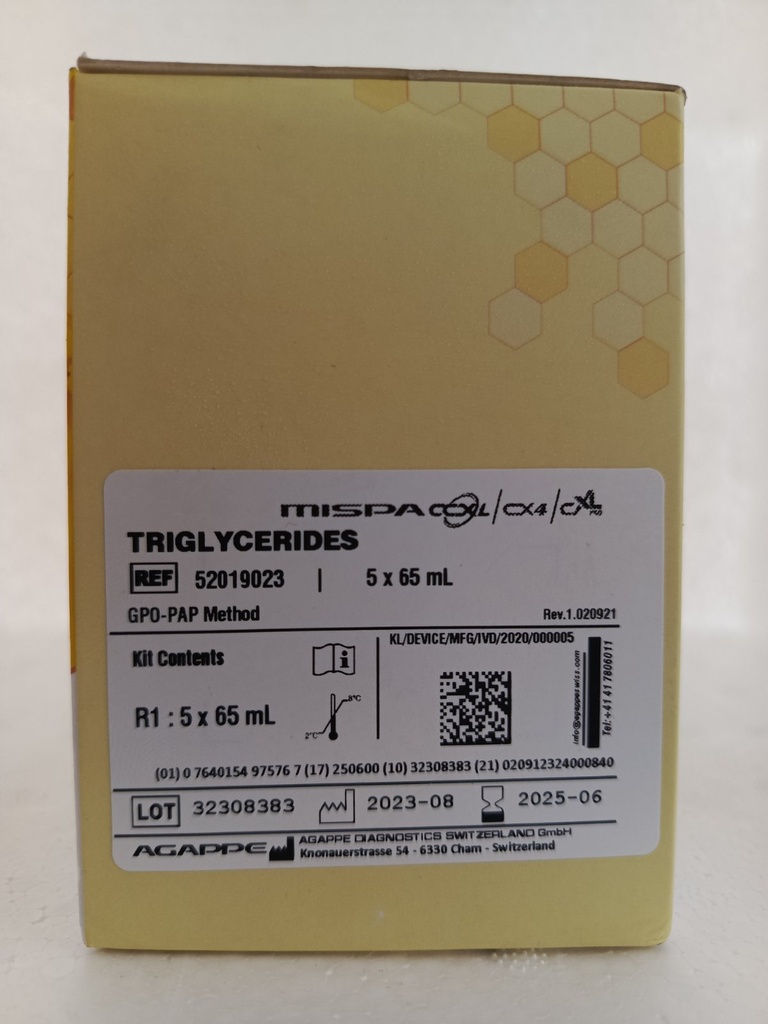 MISPA CCXL/CX4/CXL
TRIGLYCERIDES
REF 52019023 | 5 x 65 mL
GPO-PAP Method Rev.1.020921
KL/DEVICE/MFG/IVD/2020/000005
Kit Contents
R1 : 5 x 65 mL
2°C 8°C
info@agappeswiss.com
Tel: +41 41 7806011
(01) 0 7640154 97576 7 (17) 250600 (10) 32308383 (21) 020912324000840
LOT 32308383 2023-08 2025-06
AGAPPE AGAPPE DIAGNOSTICS SWITZERLAND GmbH
Knonauerstrasse 54 - 6330 Cham - Switzerland